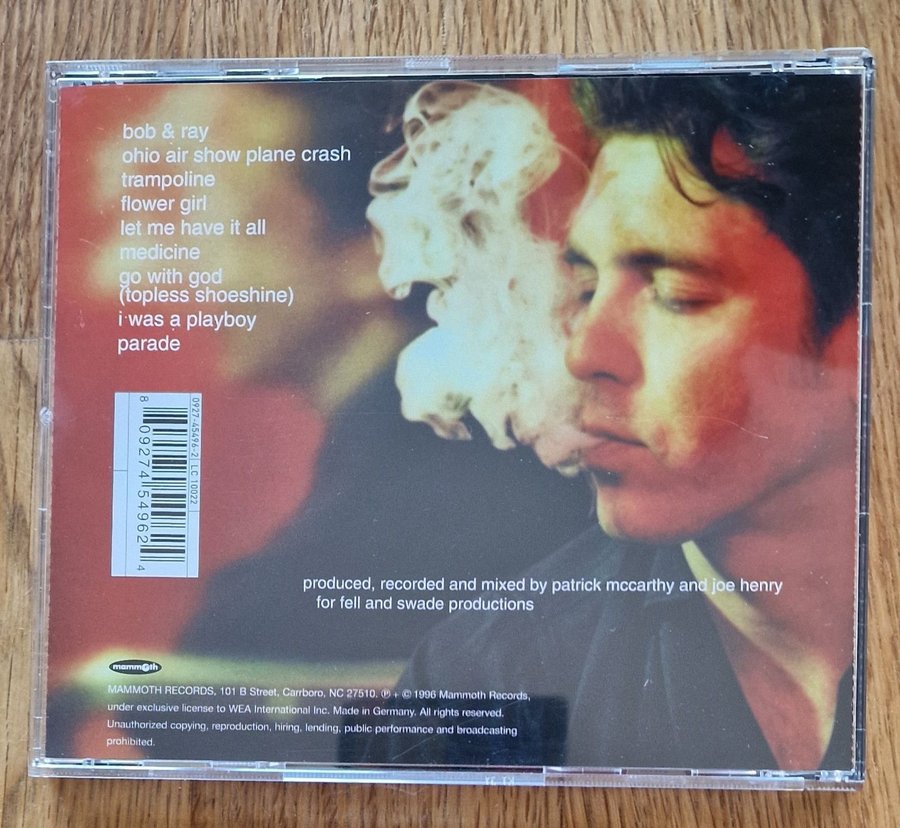 bob & ray
ohio air show plane crash
trampoline
flower girl
let me have it all
medicine
go with god
(topless shoeshine)
i was a playboy
parade
0927-45496-2 LC 10022
8 09274 54962 4
produced, recorded and mixed by patrick mccarthy and joe henry
for fell and swade productions
mammoth
MAMMOTH RECORDS, 101 B Street, Carrboro, NC 27510. ℗ + © 1996 Mammoth Records,
under exclusive license to WEA International Inc. Made in Germany. All rights reserved.
Unauthorized copying, reproduction, hiring, lending, public performance and broadcasting
prohibited.